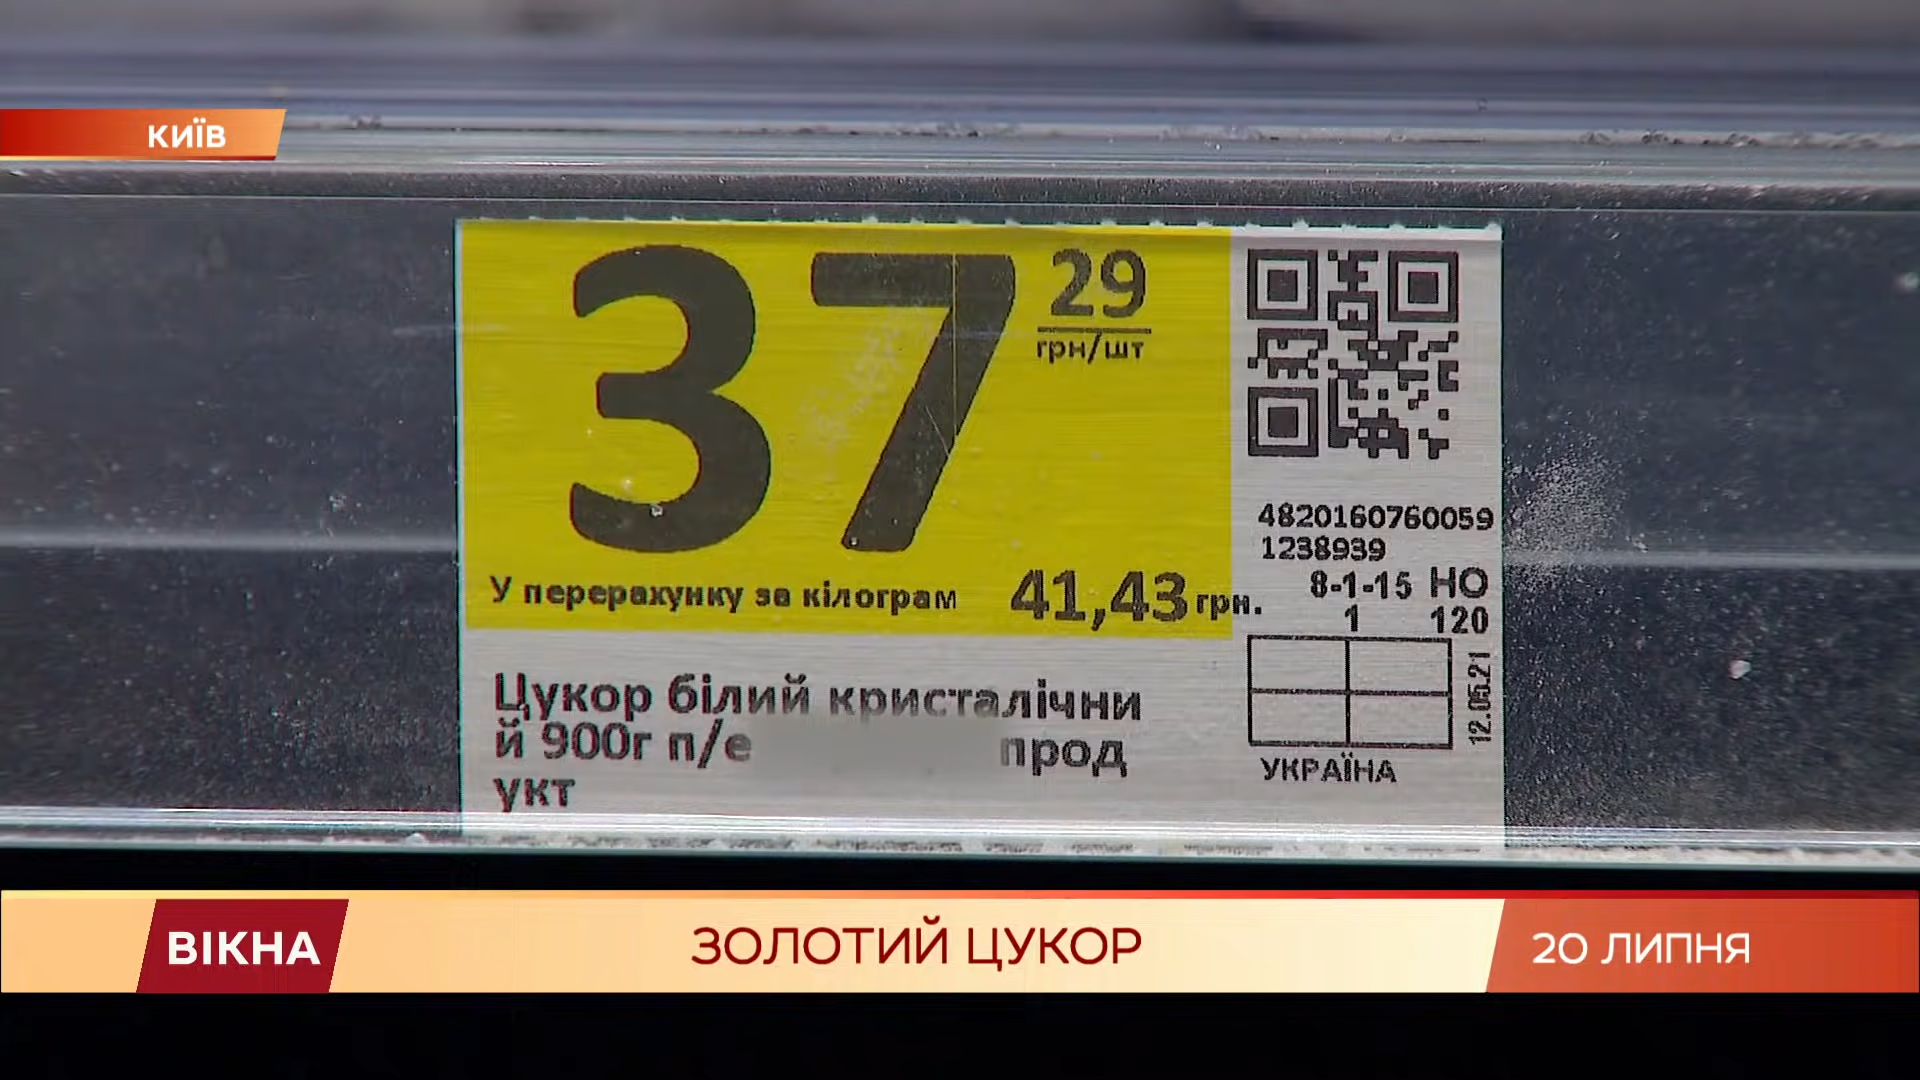 КИЇВ
37 29
грн/шт
У перерахунку за кілограм 41,43 грн.
Цукор білий кристалічни
й 900г п/е прод
укт
4820160760059
1238939
8-1-15 НО
1 120
12.05.21
УКРАЇНА
ВІКНА ЗОЛОТИЙ ЦУКОР 20 ЛИПНЯ